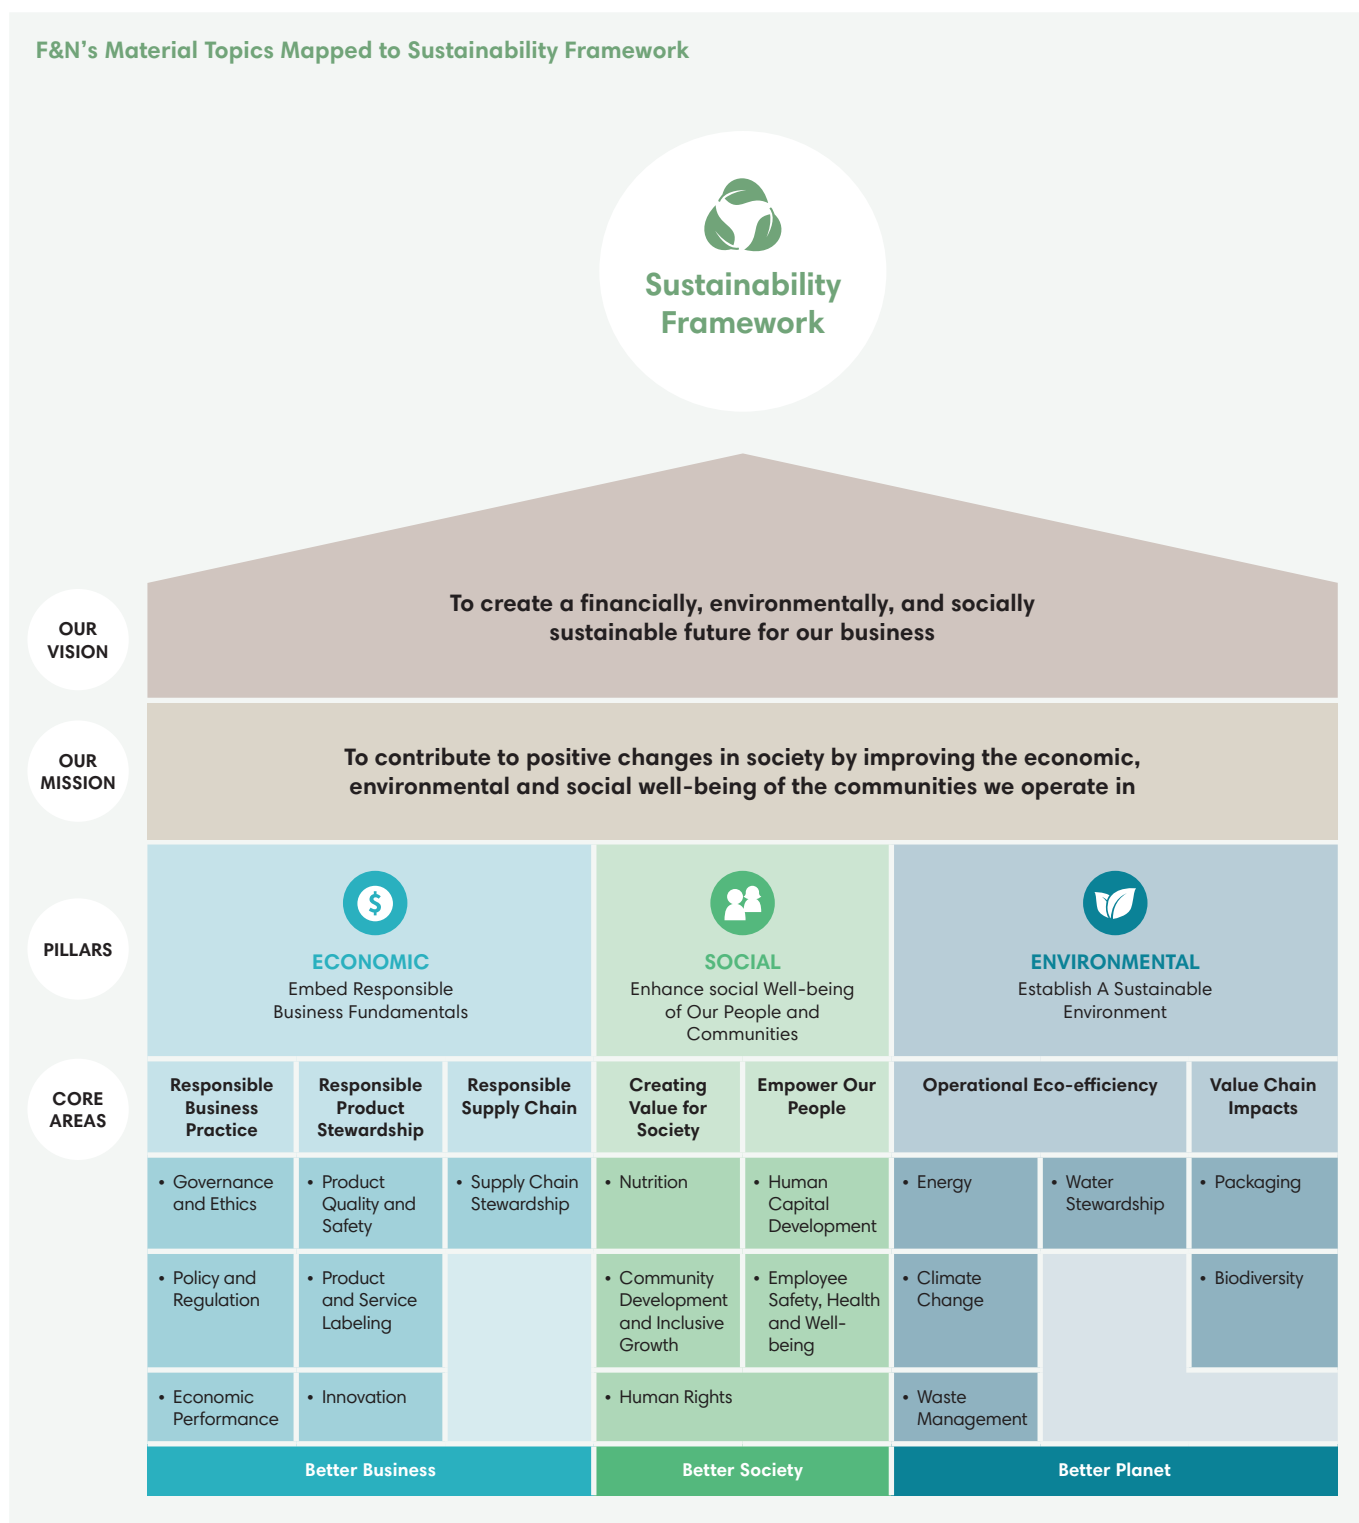 F&N's Material Topics Mapped to Sustainability Framework
Sustainability
Framework
OUR
VISION
To create a financially, environmentally, and socially
sustainable future for our business
OUR
MISSION
To contribute to positive changes in society by improving the economic,
environmental and social well-being of the communities we operate in
PILLARS
$
ECONOMIC
Embed Responsible
Business Fundamentals
SOCIAL
Enhance social Well-being
of Our People and
Communities
ENVIRONMENTAL
Establish A Sustainable
Environment
CORE
AREAS
Responsible
Business
Practice
Responsible
Product
Stewardship
Responsible
Supply Chain
Creating
Value for
Society
Empower Our
People
Operational Eco-efficiency
Value Chain
Impacts
• Governance
and Ethics
• Product
Quality and
Safety
• Supply Chain
Stewardship
• Nutrition
• Human
Capital
Development
• Energy
• Water
Stewardship
• Packaging
• Policy and
Regulation
• Product
and Service
Labeling
• Community
Development
and Inclusive
Growth
• Employee
Safety, Health
and Well-
being
• Climate
Change
• Biodiversity
• Economic
Performance
• Innovation
• Human Rights
• Waste
Management
Better Business
Better Society
Better Planet